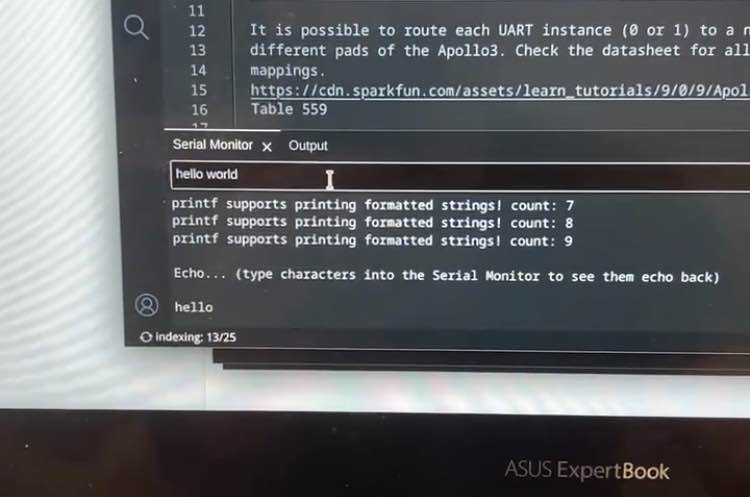 11
12 It is possible to route each UART instance (0 or 1) to a
13 different pads of the Apollo3. Check the datasheet for all
14 mappings.
15 https://cdn.sparkfun.com/assets/learn_tutorials/9/0/9/Apol
16 Table 559
17
Serial Monitor x Output
hello world
printf supports printing formatted strings! count: 7
printf supports printing formatted strings! count: 8
printf supports printing formatted strings! count: 9
Echo... (type characters into the Serial Monitor to see them echo back)
hello
indexing: 13/25
ASUS ExpertBook